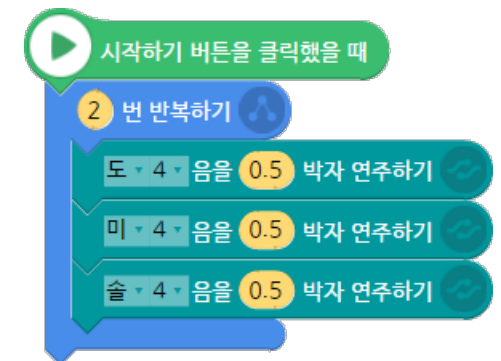 시작하기 버튼을 클릭했을 때
2 번 반복하기
도 4 음을 0.5 박자 연주하기
미 4 음을 0.5 박자 연주하기
솔 4 음을 0.5 박자 연주하기